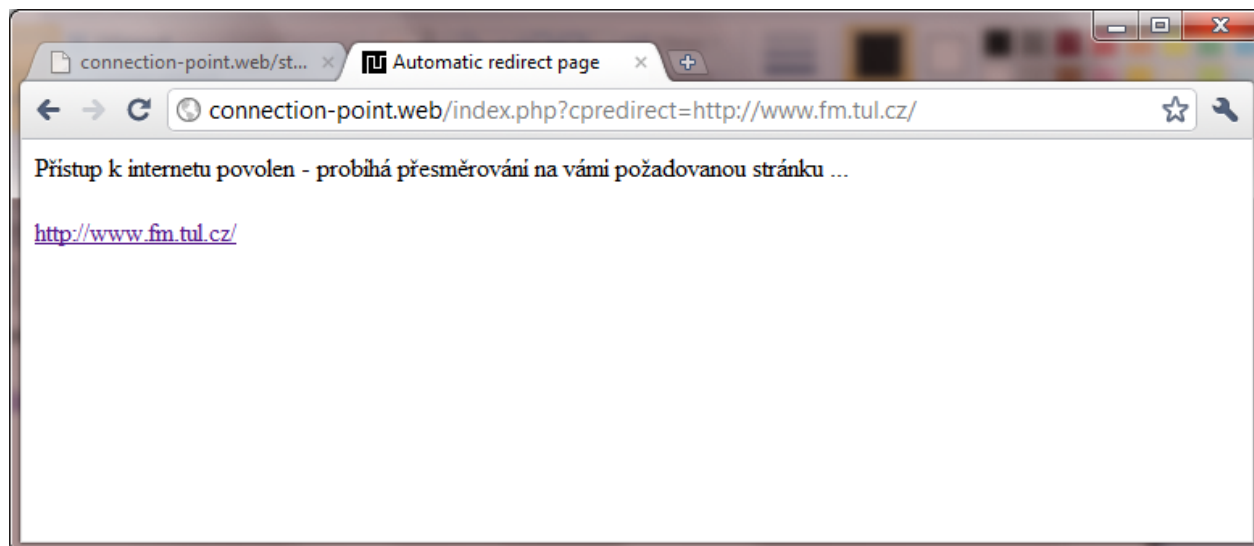 connection-point.web/st...
Automatic redirect page
connection-point.web/index.php?cpredirect=http://www.fm.tul.cz/
Přístup k internetu povolen - probíhá přesměrování na vámi požadovanou stránku ...
http://www.fm.tul.cz/